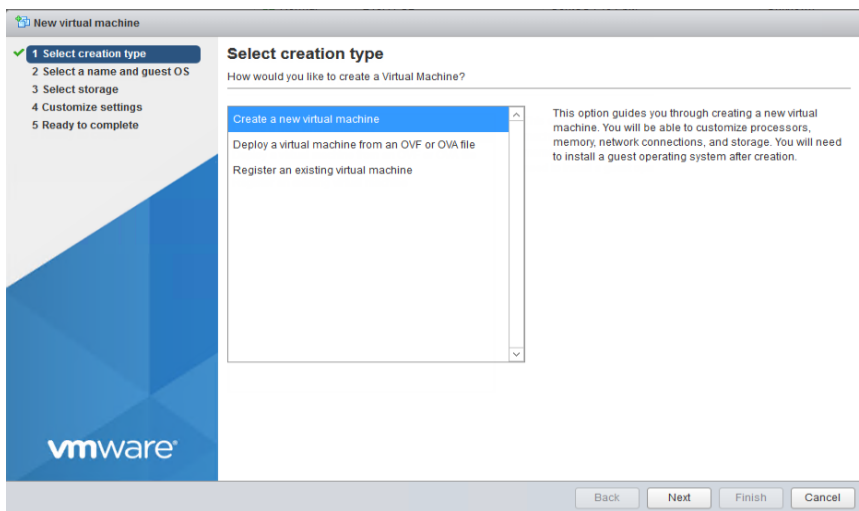 New virtual machine
1 Select creation type
2 Select a name and guest OS
3 Select storage
4 Customize settings
5 Ready to complete
Select creation type
How would you like to create a Virtual Machine?
Create a new virtual machine
Deploy a virtual machine from an OVF or OVA file
Register an existing virtual machine
This option guides you through creating a new virtual
machine. You will be able to customize processors,
memory, network connections, and storage. You will need
to install a guest operating system after creation.
vmware®
Back Next Finish Cancel